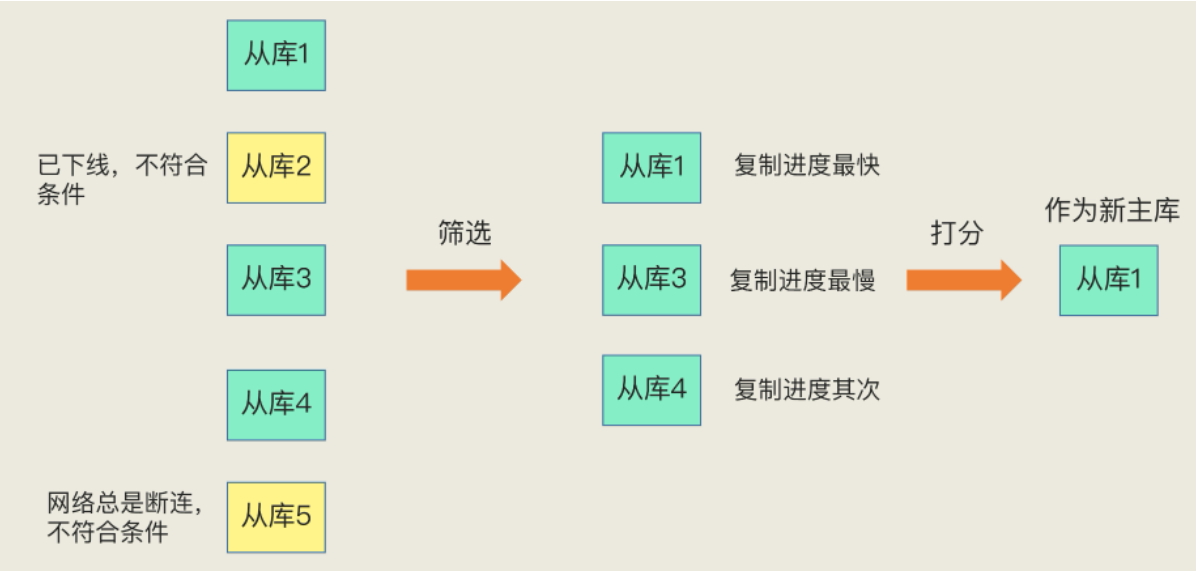 从库1
已下线，不符合
条件
从库2
从库3
从库4
网络总是断连，
不符合条件
从库5
筛选
从库1
复制进度最快
从库3
复制进度最慢
从库4
复制进度其次
打分
作为新主库
从库1